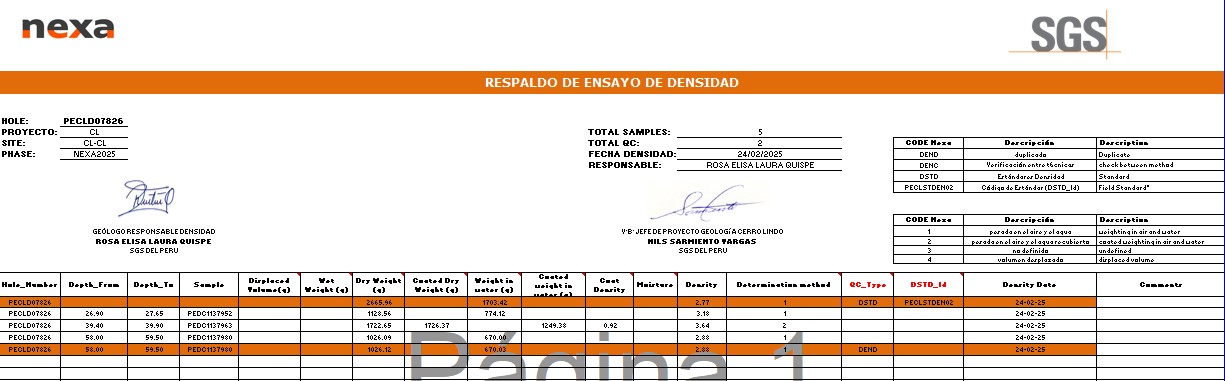 nexa
SGS
RESPALDO DE ENSAYO DE DENSIDAD
HOLE: PECLD07826
PROYECTO: CL
SITE: CL-CL
PHASE: NEXA2025
TOTAL SAMPLES: 5
TOTAL QC: 2
FECHA DENSIDAD: 24/02/2025
RESPONSABLE: ROSA ELISA LAURA QUISPE
CODE Nexa Descripción Description
DEND duplicado Duplicate
DENC Verificación entre técnicas check between method
DSTD Estándares Densidad Standard
PECLSTDEN02 Código de Estándar (DSTD_Id) Field Standard"
GEÓLOGO RESPONSABLE DENSIDAD
ROSA ELISA LAURA QUISPE
SGS DEL PERU
V°B° JEFE DE PROYECTO GEOLOGÍA CERRO LINDO
NILS SARMIENTO VARGAS
SGS DEL PERU
CODE Nexa Descripción Description
1 pesada en el aire y el agua weighting in air and water
2 pesada en el aire y el agua recubierta coated weighting in air and water
3 no definida undefined
4 volumen desplazado displaced volume
Hole_Number Depth_From Depth_To Sample Displaced Volume(g) Wet Weight (g) Dry Weight (g) Coated Dry Weight (g) Weight in water (g) Coated weight in water (g) Coat Density Moisture Density Determination method QC_Type DSTD_Id Density Date Comments
PECLD07826 2665.96 1703.42 2.77 1 DSTD PECLSTDEN02 24-02-25
PECLD07826 26.90 27.65 PEDC1137952 1128.56 774.12 3.18 1 24-02-25
PECLD07826 39.40 39.90 PEDC1137963 1722.65 1726.37 1249.38 0.92 3.64 2 24-02-25
PECLD07826 58.00 59.50 PEDC1137980 1026.09 670.00 2.88 1 24-02-25
PECLD07826 58.00 59.50 PEDC1137980 1026.12 670.03 2.88 1 DEND 24-02-25
Página 1